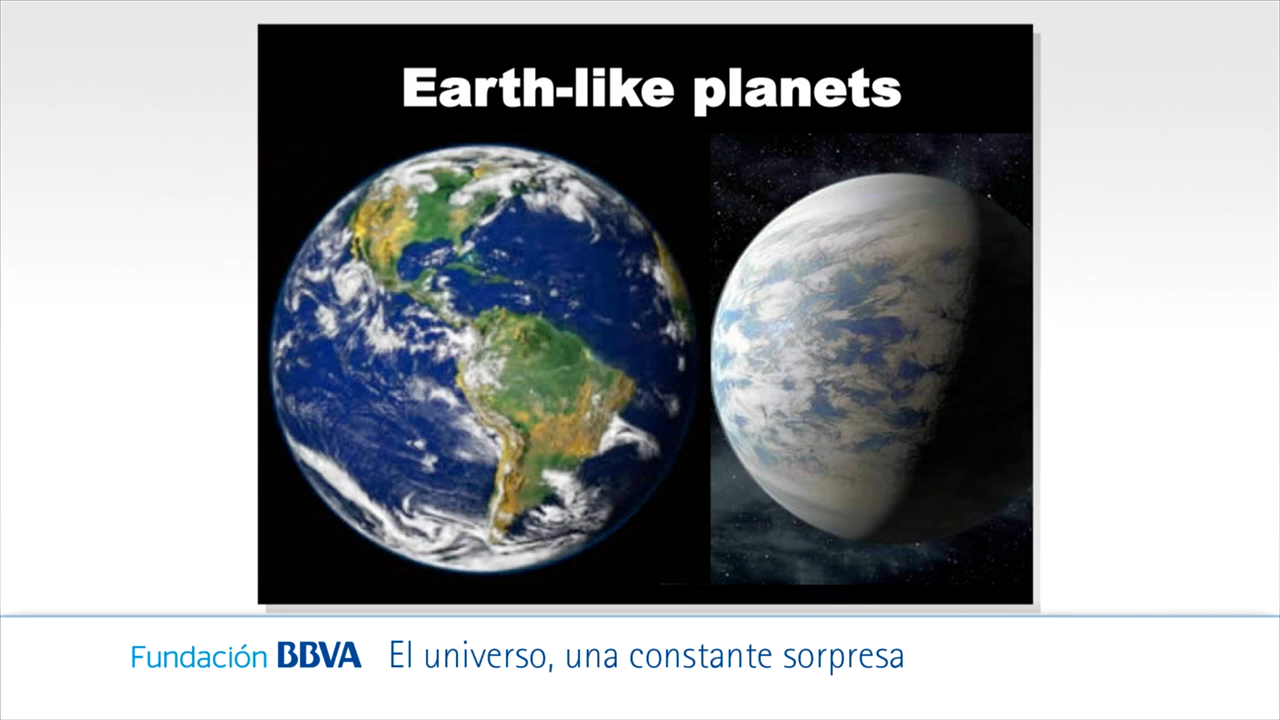 Earth-like planets
Fundación BBVA El universo, una constante sorpresa